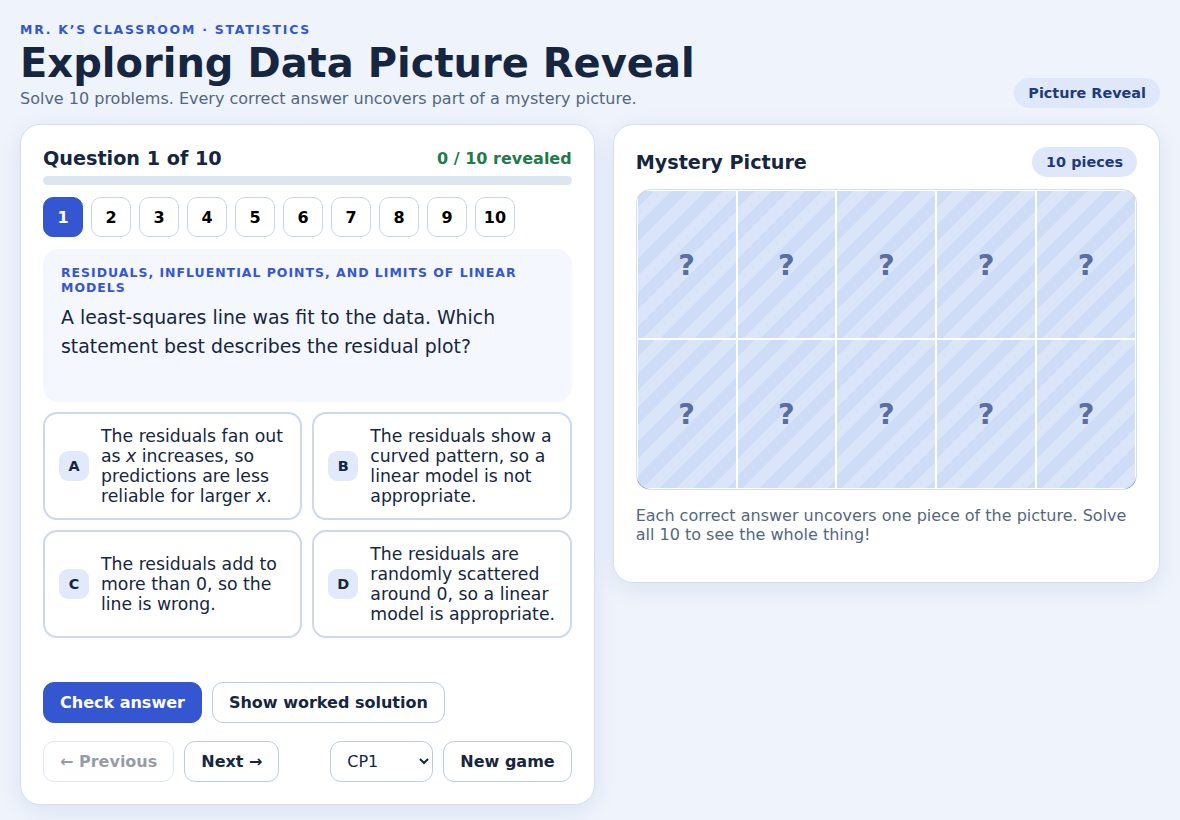 MR. K’S CLASSROOM · STATISTICS
Exploring Data Picture Reveal
Solve 10 problems. Every correct answer uncovers part of a mystery picture.
Picture Reveal
Question 1 of 10
0 / 10 revealed
1 2 3 4 5 6 7 8 9 10
RESIDUALS, INFLUENTIAL POINTS, AND LIMITS OF LINEAR
MODELS
A least-squares line was fit to the data. Which
statement best describes the residual plot?
A
The residuals fan out
as x increases, so
predictions are less
reliable for larger x.
B
The residuals show a
curved pattern, so a
linear model is not
appropriate.
C
The residuals add to
more than 0, so the
line is wrong.
D
The residuals are
randomly scattered
around 0, so a linear
model is appropriate.
Check answer
Show worked solution
← Previous
Next →
CP1
New game
Mystery Picture
10 pieces
? ? ? ? ?
? ? ? ? ?
Each correct answer uncovers one piece of the picture. Solve
all 10 to see the whole thing!